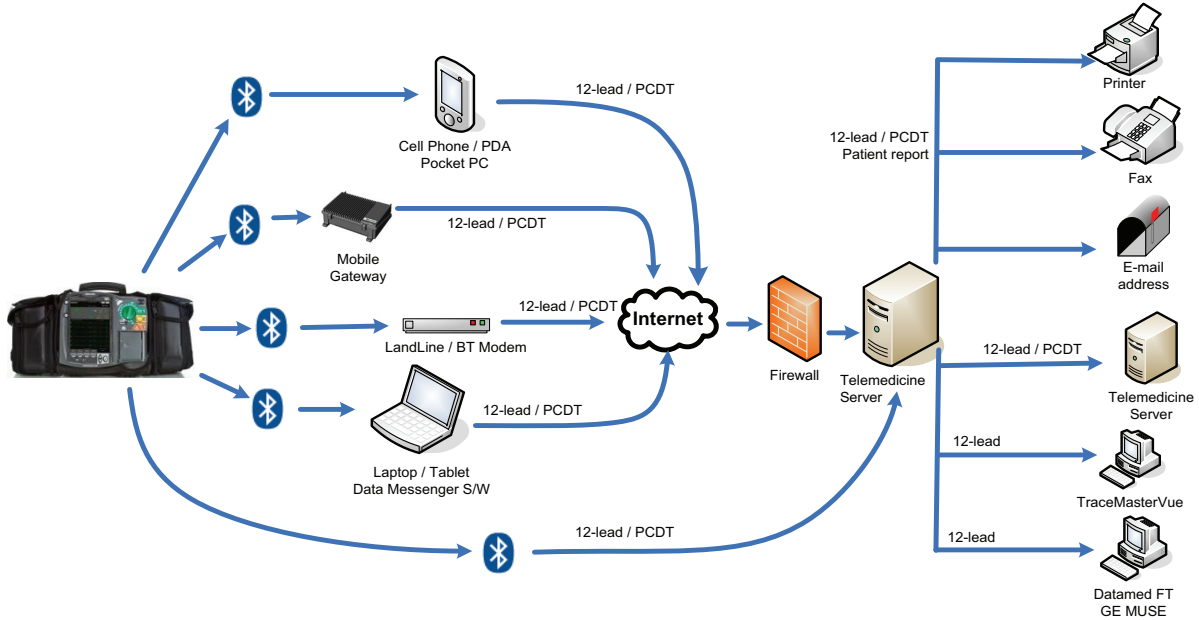 12-lead / PCDT
Cell Phone / PDA
Pocket PC
12-lead / PCDT
Mobile
Gateway
12-lead / PCDT
LandLine / BT Modem
12-lead / PCDT
Laptop / Tablet
Data Messenger S/W
12-lead / PCDT
Internet
Firewall
Telemedicine
Server
12-lead / PCDT
Patient report
Printer
Fax
E-mail
address
12-lead / PCDT
Telemedicine
Server
12-lead
TraceMasterVue
12-lead
Datamed FT
GE MUSE